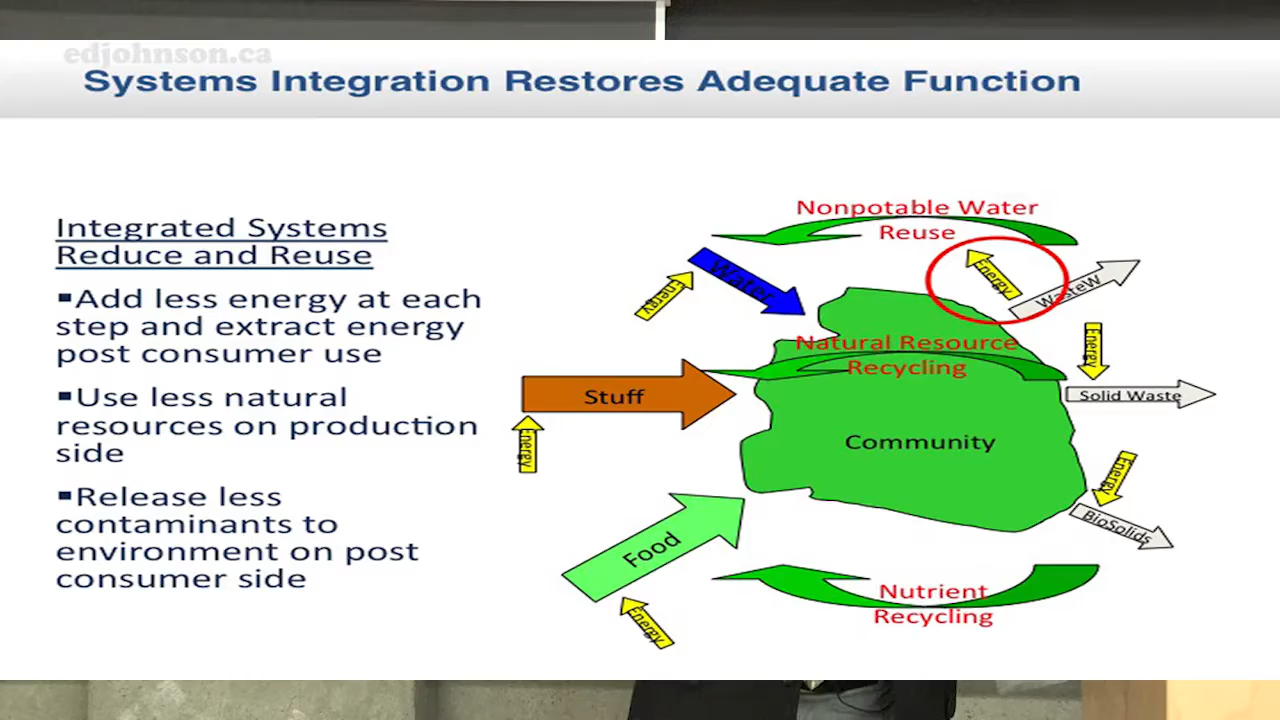 edjohnson.ca
Systems Integration Restores Adequate Function
Integrated Systems
Reduce and Reuse
▪Add less energy at each
step and extract energy
post consumer use
▪Use less natural
resources on production
side
▪Release less
contaminants to
environment on post
consumer side
Nonpotable Water
Reuse
Water
Energy
Energy
WasteW
Natural Resource
Recycling
Energy
Stuff
Solid Waste
Energy
Community
Energy
BioSolids
Food
Nutrient
Recycling
Energy